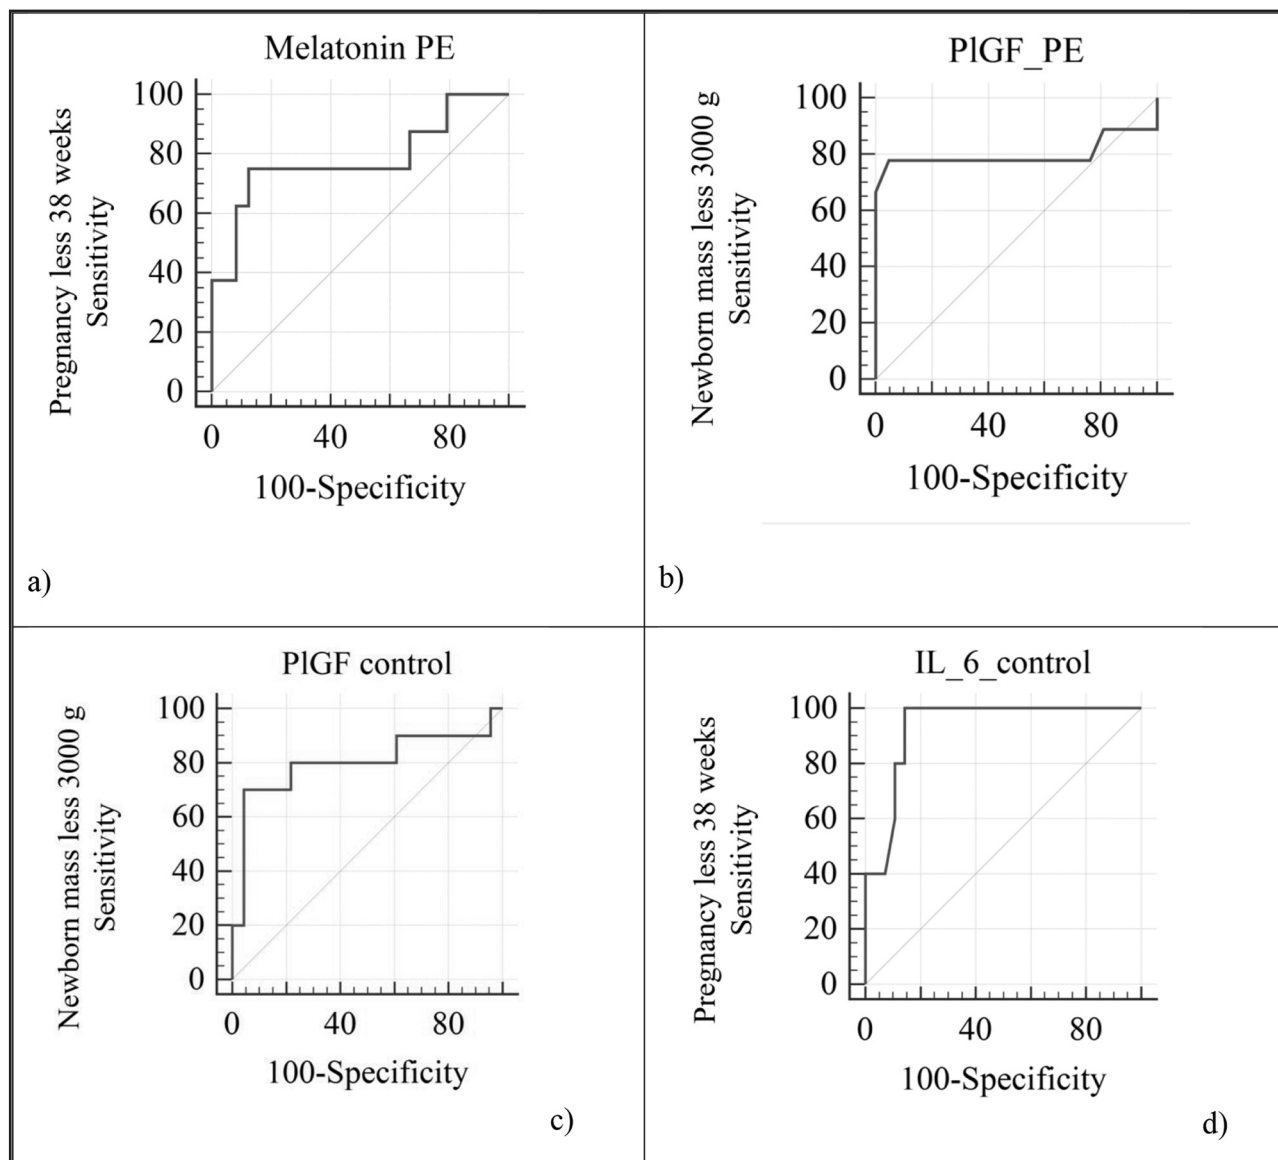 Melatonin PE
Pregnancy less 38 weeks
Sensitivity
100
80
60
40
20
0
0 40 80
100-Specificity
a)
PlGF_PE
Newborn mass less 3000 g
Sensitivity
100
80
60
40
20
0
0 40 80
100-Specificity
b)
PlGF control
Newborn mass less 3000 g
Sensitivity
100
80
60
40
20
0
0 40 80
100-Specificity
c)
IL_6_control
Pregnancy less 38 weeks
Sensitivity
100
80
60
40
20
0
0 40 80
100-Specificity
d)